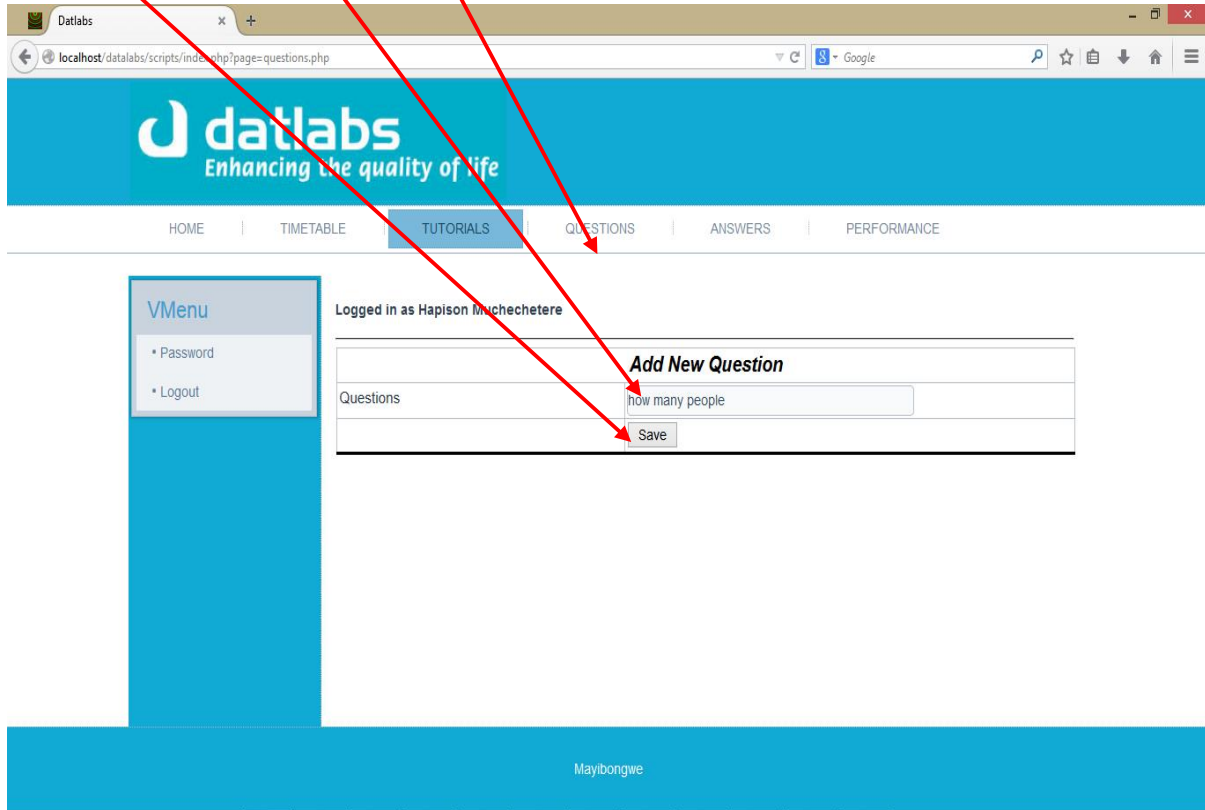 Datlabs
localhost/datalabs/scripts/index.php?page=questions.php
Google
datlabs
Enhancing the quality of life
HOME TIMETABLE TUTORIALS QUESTIONS ANSWERS PERFORMANCE
VMenu
• Password
• Logout
Logged in as Hapison Muchechetere
Add New Question
Questions how many people
Save
Mayibongwe